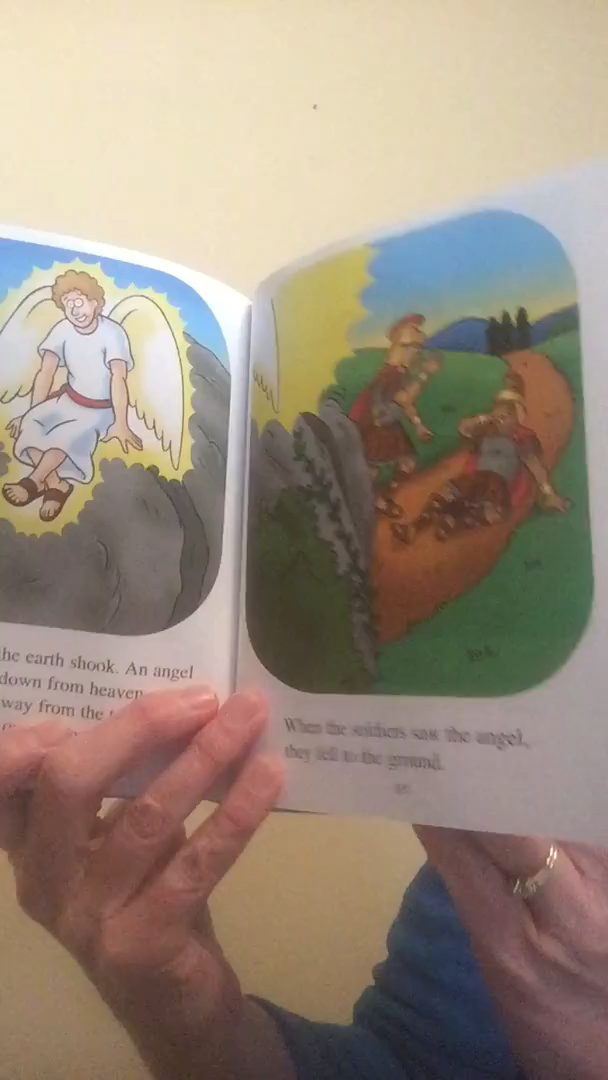 the earth shook. An angel
down from heaven
way from the
When the soldiers saw the angel,
they fell to the ground.